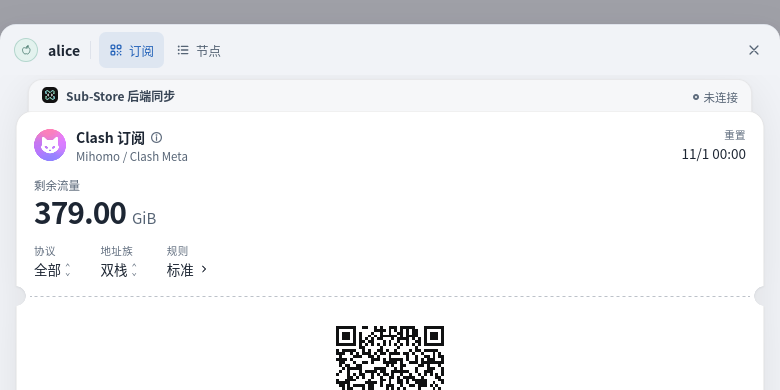 alice 订阅 节点
Sub-Store 后端同步 未连接
Clash 订阅 重置
Mihomo / Clash Meta 11/1 00:00
剩余流量
379.00 GiB
协议 地址族 规则
全部 双栈 标准